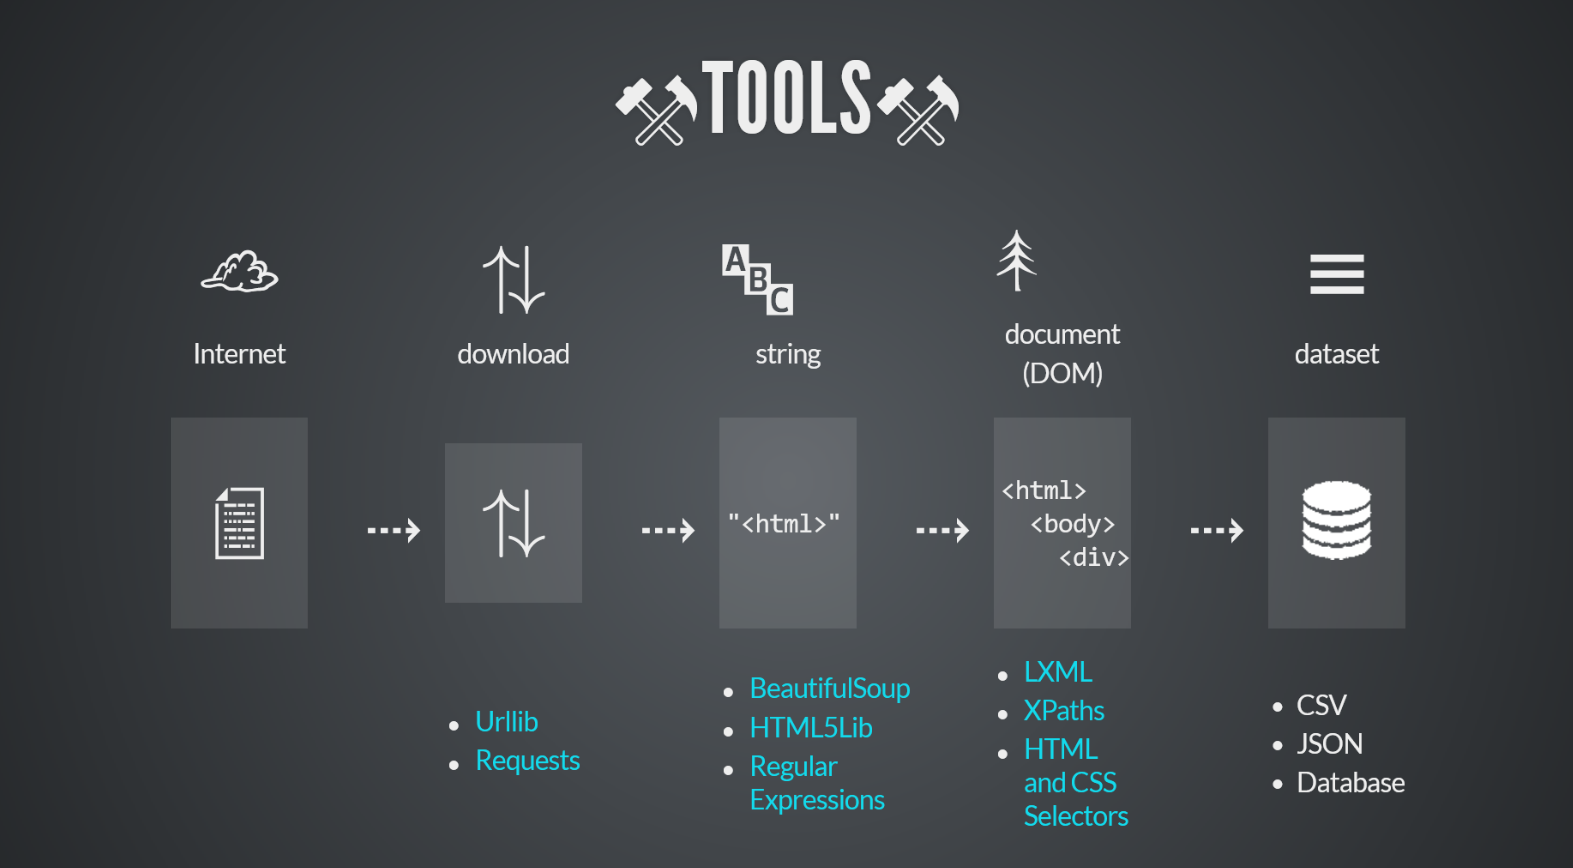 TOOLS
A
B
C
Internet
download
string
document
(DOM)
dataset
"<html>"
<html>
<body>
<div>
Urllib
Requests
BeautifulSoup
HTML5Lib
Regular
Expressions
LXML
XPaths
HTML
and CSS
Selectors
CSV
JSON
Database